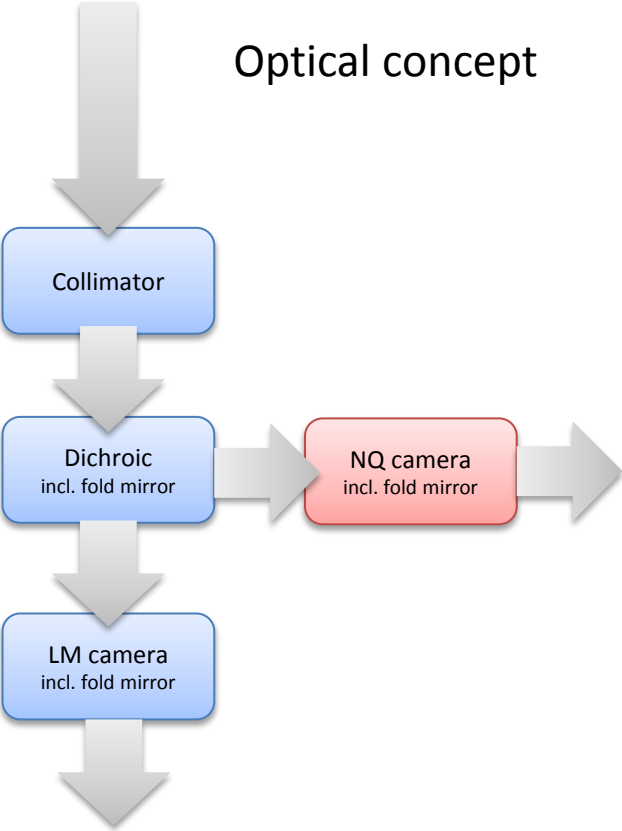 Optical concept
Collimator
Dichroic
incl. fold mirror
NQ camera
incl. fold mirror
LM camera
incl. fold mirror